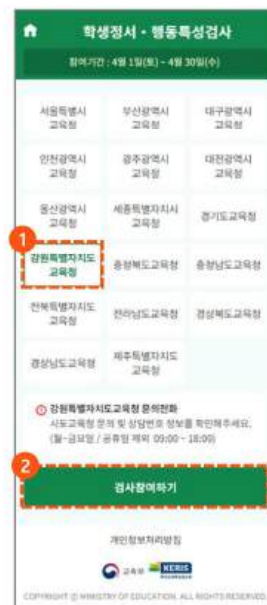 학생정서·행동특성검사
참여기간 : 4월 1일(토) ~ 4월 30일(수)
서울특별시 교육청
부산광역시 교육청
대구광역시 교육청
인천광역시 교육청
광주광역시 교육청
대전광역시 교육청
울산광역시 교육청
세종특별자치시 교육청
경기도교육청
1
강원특별자치도 교육청
충청북도교육청
충청남도교육청
전북특별자치도 교육청
전라남도교육청
경상북도교육청
경상남도교육청
제주특별자치도 교육청
강원특별자치도교육청 문의전화
시도교육청 문의 및 상담번호 정보를 확인해주세요.
(월~금요일 / 공휴일 제외 09:00 ~ 18:00)
2
검사참여하기
개인정보처리방침
교육부 KERIS
COPYRIGHT © MINISTRY OF EDUCATION. ALL RIGHTS RESERVED.